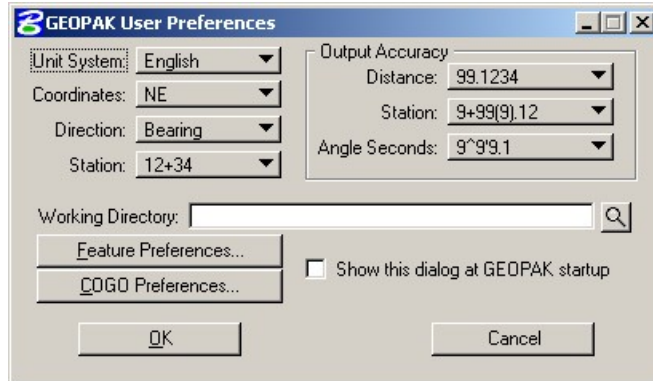 GEOPAK User Preferences
Unit System: English
Coordinates: NE
Direction: Bearing
Station: 12+34
Output Accuracy
Distance: 99.1234
Station: 9+99(9).12
Angle Seconds: 9^9'9.1
Working Directory:
Feature Preferences...
COGO Preferences...
Show this dialog at GEOPAK startup
OK
Cancel